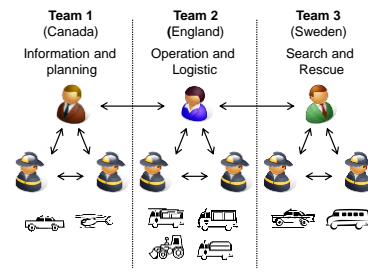 Team 1
(Canada)
Information and
planning
Team 2
(England)
Operation and
Logistic
Team 3
(Sweden)
Search and
Rescue